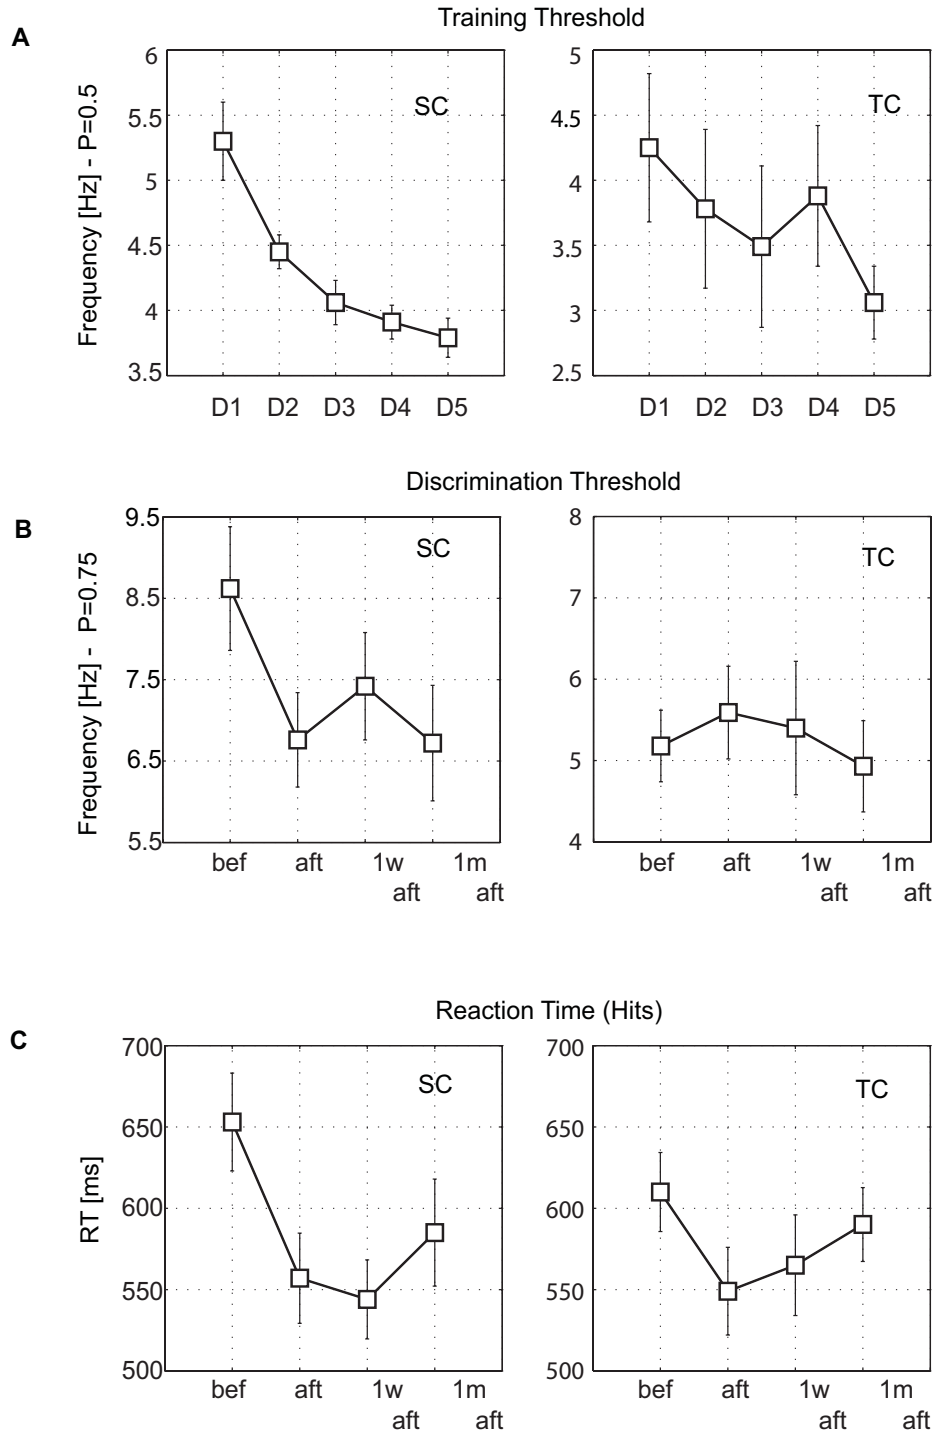 Training Threshold
A
Frequency [Hz] - P=0.5
6
5.5
5
4.5
4
3.5
SC
D1 D2 D3 D4 D5
5
4.5
4
3.5
3
2.5
TC
D1 D2 D3 D4 D5
Discrimination Threshold
B
Frequency [Hz] - P=0.75
9.5
8.5
7.5
6.5
5.5
SC
bef aft 1w 1m
aft aft
8
7
6
5
4
TC
bef aft 1w 1m
aft aft
Reaction Time (Hits)
C
RT [ms]
700
650
600
550
500
SC
bef aft 1w 1m
aft aft
700
650
600
550
500
TC
bef aft 1w 1m
aft aft